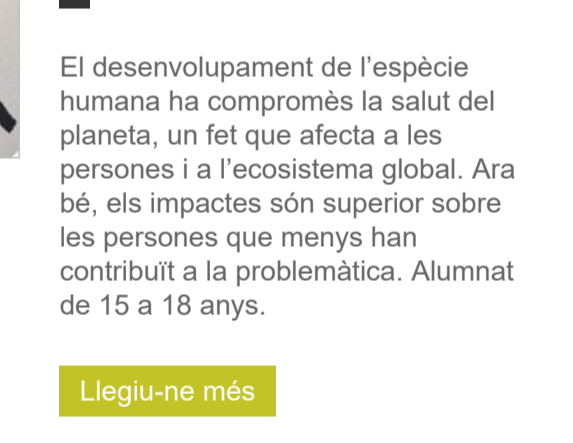 El desenvolupament de l’espècie
humana ha compromès la salut del
planeta, un fet que afecta a les
persones i a l’ecosistema global. Ara
bé, els impactes són superior sobre
les persones que menys han
contribuït a la problemàtica. Alumnat
de 15 a 18 anys.
Llegiu-ne més